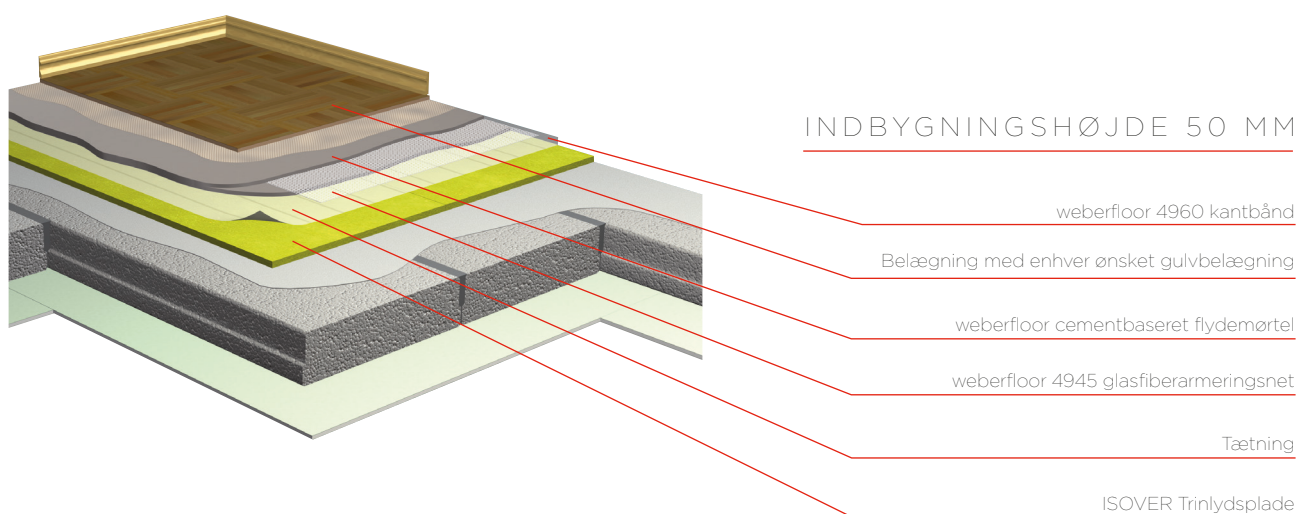 INDBYGNINGSHØJDE 50 MM
weberfloor 4960 kantbånd
Belægning med enhver ønsket gulvbelægning
weberfloor cementbaseret flydemørtel
weberfloor 4945 glasfiberarmeringsnet
Tætning
ISOVER Trinlydsplade